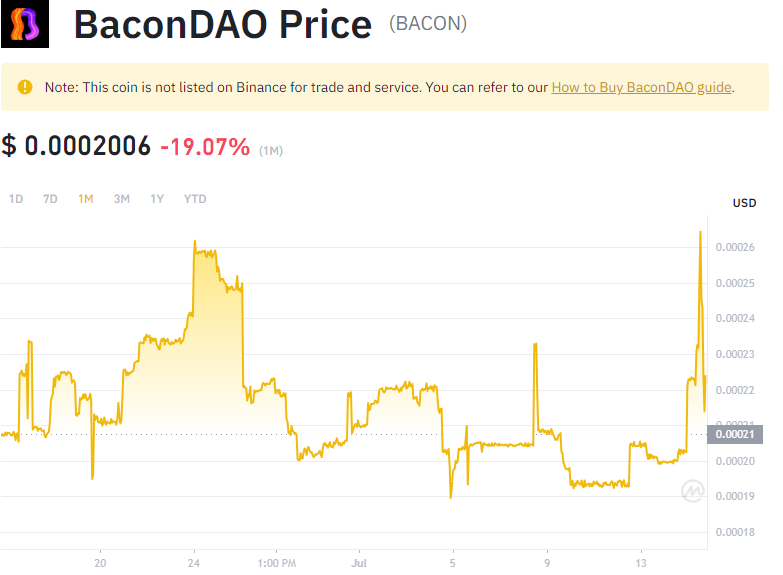 BaconDAO Price (BACON)
Note: This coin is not listed on Binance for trade and service. You can refer to our How to Buy BaconDAO guide.
$ 0.0002006 -19.07% (1M)
1D 7D 1M 3M 1Y YTD
USD
0.00026
0.00025
0.00024
0.00023
0.00022
0.00021
0.00021
0.00020
0.00019
0.00018
20 24 1:00 PM Jul 5 9 13